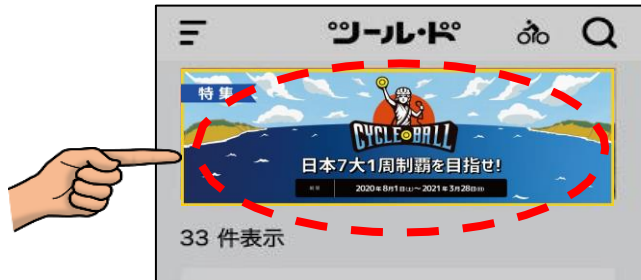 ツール・ド
特集
CYCLE BALL
日本7大1周制覇を目指せ!
2020年8月1日(土)〜2021年3月28日(日)
33 件表示